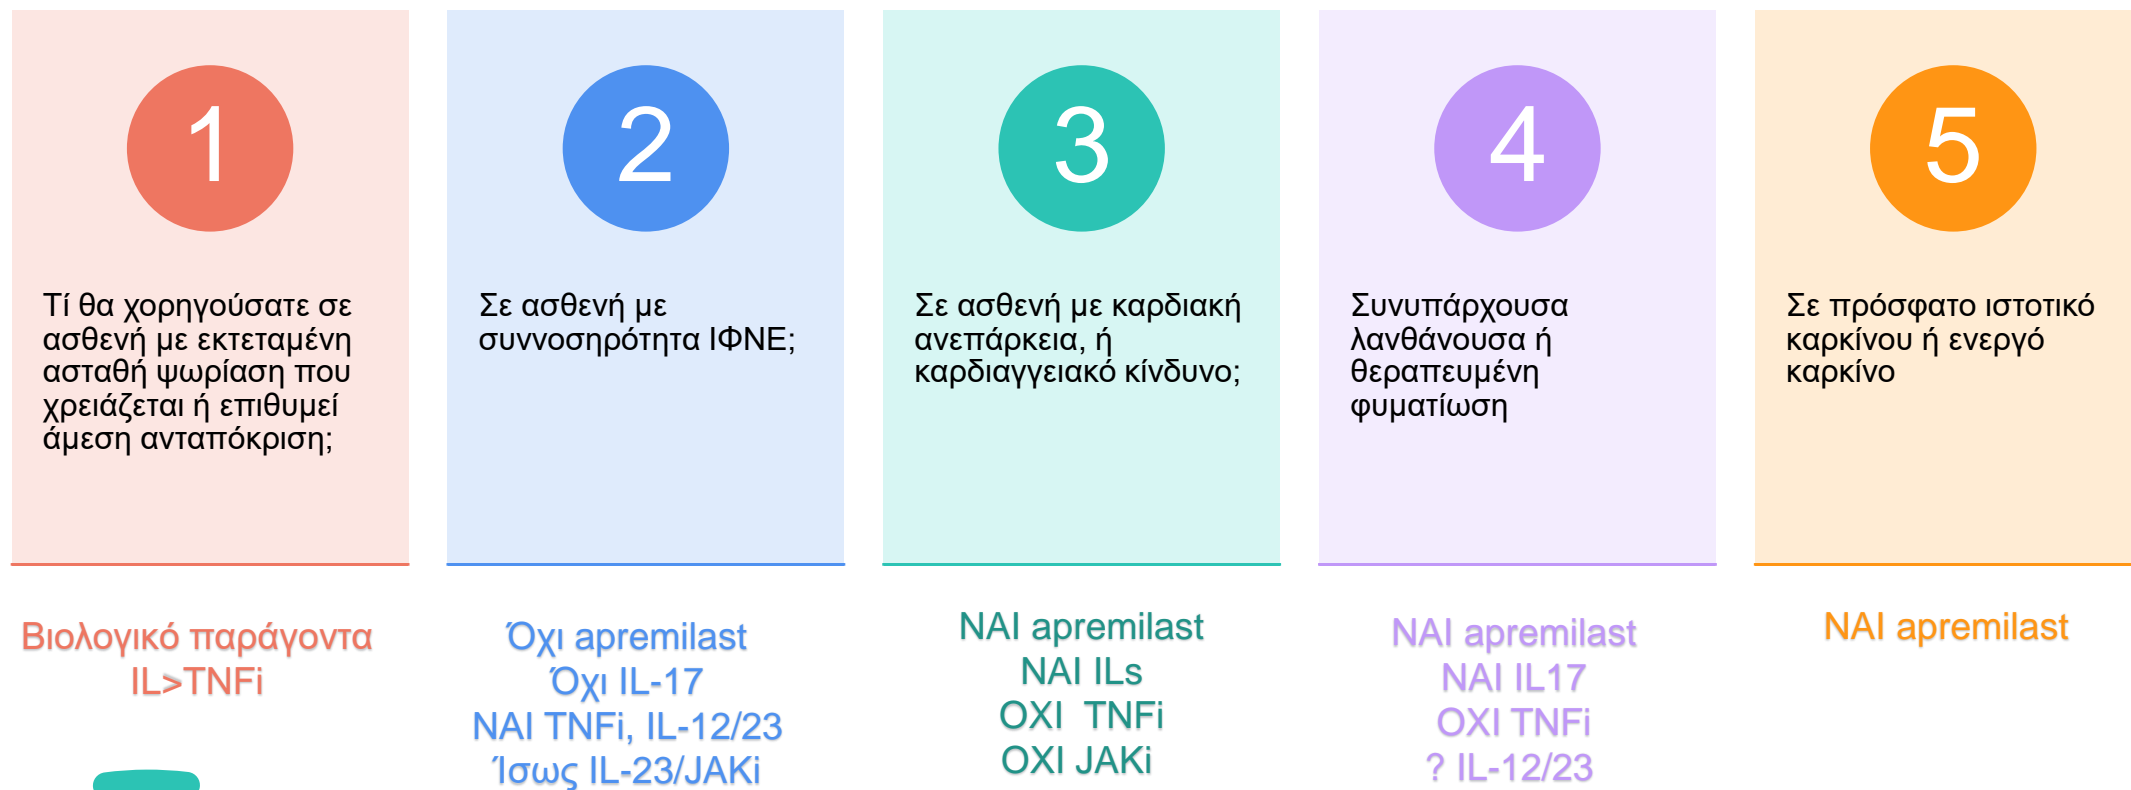 1
Τί θα χορηγούσατε σε
ασθενή με εκτεταμένη
ασταθή ψωρίαση που
χρειάζεται ή επιθυμεί
άμεση ανταπόκριση;
Βιολογικό παράγοντα
IL>TNFi
2
Σε ασθενή με
συννοσηρότητα ΙΦΝΕ;
Όχι apremilast
Όχι IL-17
ΝΑΙ TNFi, IL-12/23
Ίσως IL-23/JAKi
3
Σε ασθενή με καρδιακή
ανεπάρκεια, ή
καρδιαγγειακό κίνδυνο;
ΝΑΙ apremilast
ΝΑΙ ILs
ΟΧΙ TNFi
ΟΧΙ JAKi
4
Συνυπάρχουσα
λανθάνουσα ή
θεραπευμένη
φυματίωση
ΝΑΙ apremilast
ΝΑΙ IL17
ΟΧΙ TNFi
? IL-12/23
5
Σε πρόσφατο ιστοτικό
καρκίνου ή ενεργό
καρκίνο
ΝΑΙ apremilast